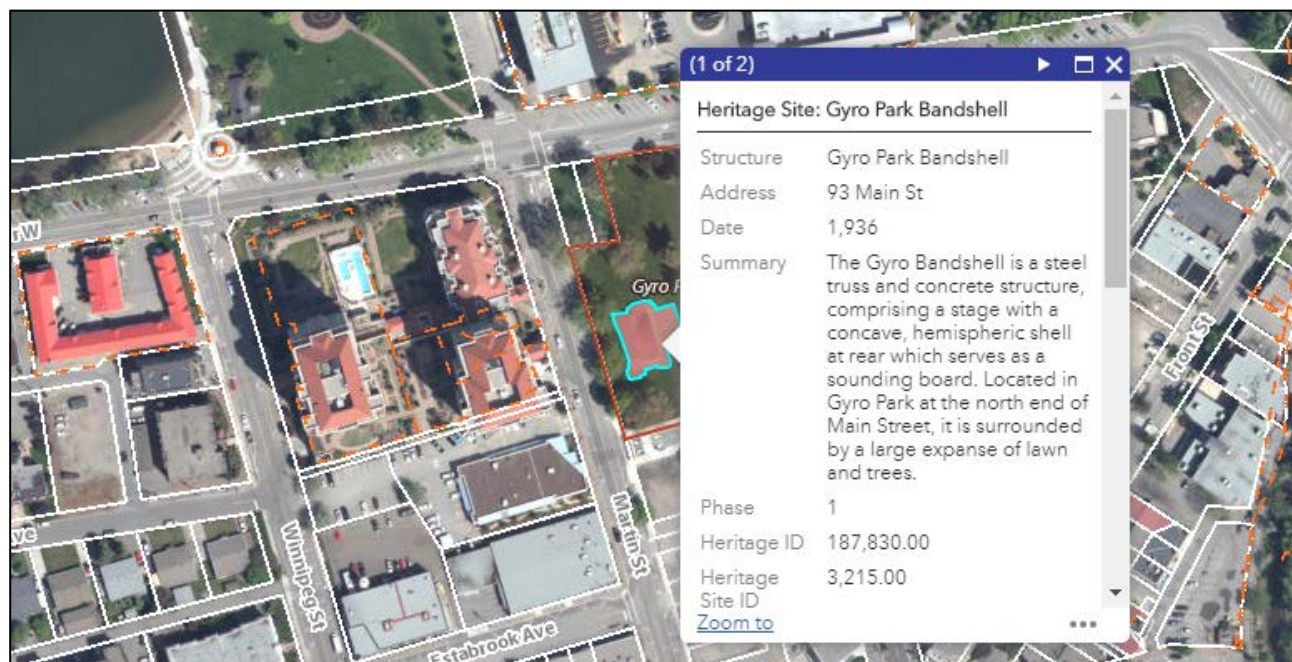 (1 of 2)
Heritage Site: Gyro Park Bandshell
Structure Gyro Park Bandshell
Address 93 Main St
Date 1,936
Summary The Gyro Bandshell is a steel
truss and concrete structure,
comprising a stage with a
concave, hemispheric shell
at rear which serves as a
sounding board. Located in
Gyro Park at the north end of
Main Street, it is surrounded
by a large expanse of lawn
and trees.
Phase 1
Heritage ID 187,830.00
Heritage 3,215.00
Site ID
Zoom to
r W
Gyro P
Front St
Martin St
Winnipeg St
Ave
Estabrook Ave